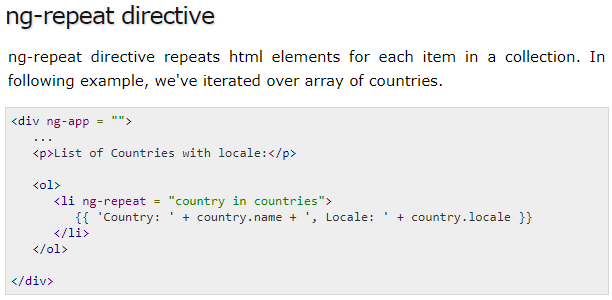 ng-repeat directive
ng-repeat directive repeats html elements for each item in a collection. In
following example, we've iterated over array of countries.
<div ng-app = "">
   ...
   <p>List of Countries with locale:</p>

   <ol>
      <li ng-repeat = "country in countries">
         {{ 'Country: ' + country.name + ', Locale: ' + country.locale }}
      </li>
   </ol>

</div>